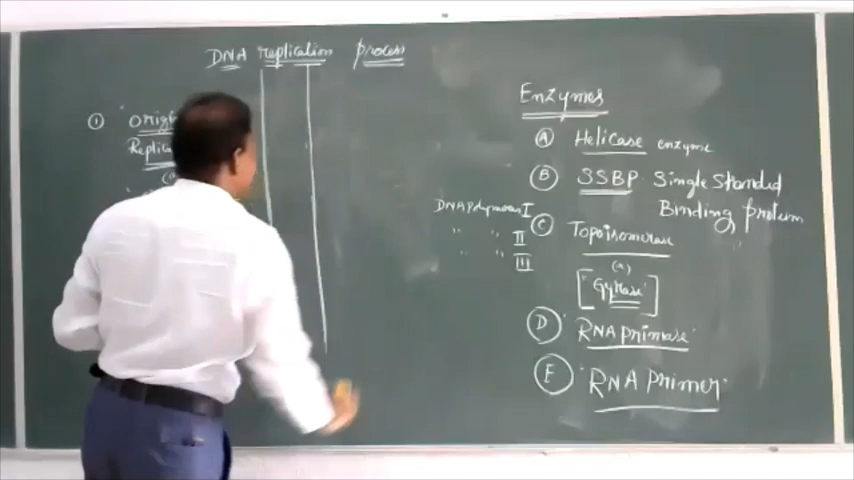 DNA replication process
①
Replic
Enzymes
Ⓐ Helicase enzyme
Ⓑ SSBP Single Standed
Binding protein
DNA Polymerase I
" " II
" " III
Ⓒ Topoisomerase
(a)
["Gyrase"]
Ⓓ "RNA primase"
Ⓔ "RNA Primer"